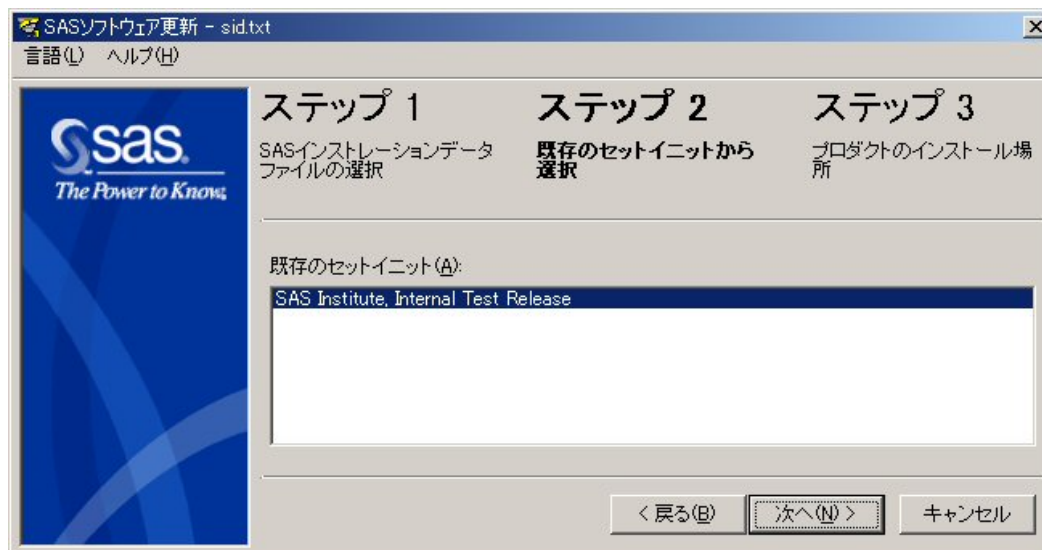 SASソフトウェア更新 - sid.txt
言語(L) ヘルプ(H)
sas.
The Power to Know
ステップ 1
SASインストレーションデータ
ファイルの選択
ステップ 2
既存のセットイニットから
選択
ステップ 3
プロダクトのインストール場
所
既存のセットイニット(A):
SAS Institute, Internal Test Release
< 戻る(B)
次へ(N) >
キャンセル